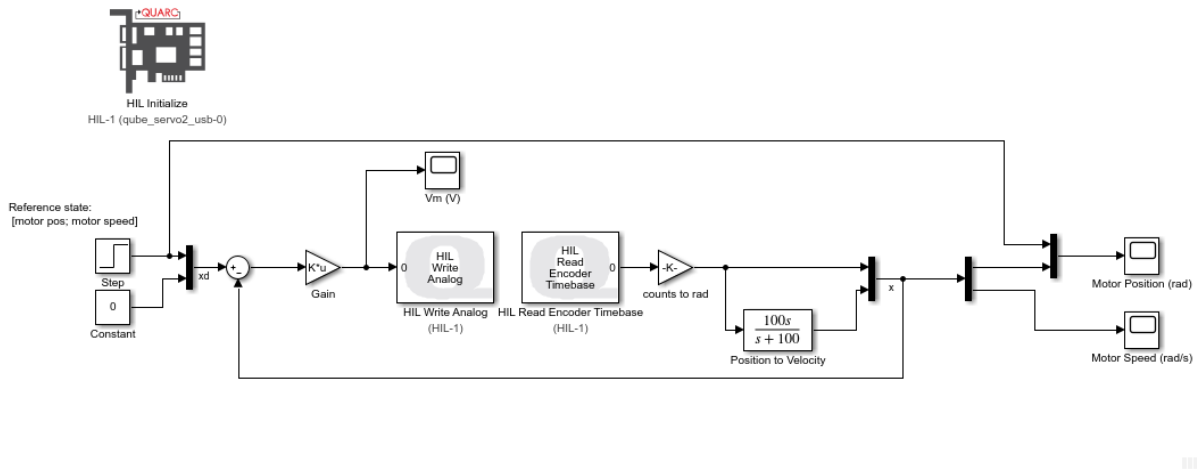 QUARC
HIL Initialize
HIL-1 (qube_servo2_usb-0)
Vm (V)
Reference state:
[motor pos; motor speed]
Step
xd
+
-
K*u
Gain
0
HIL
Write
Analog
HIL Write Analog
(HIL-1)
HIL
Read
Encoder
Timebase
0
HIL Read Encoder Timebase
(HIL-1)
-K-
counts to rad
x
Motor Position (rad)
0
Constant
100s
s + 100
Position to Velocity
Motor Speed (rad/s)